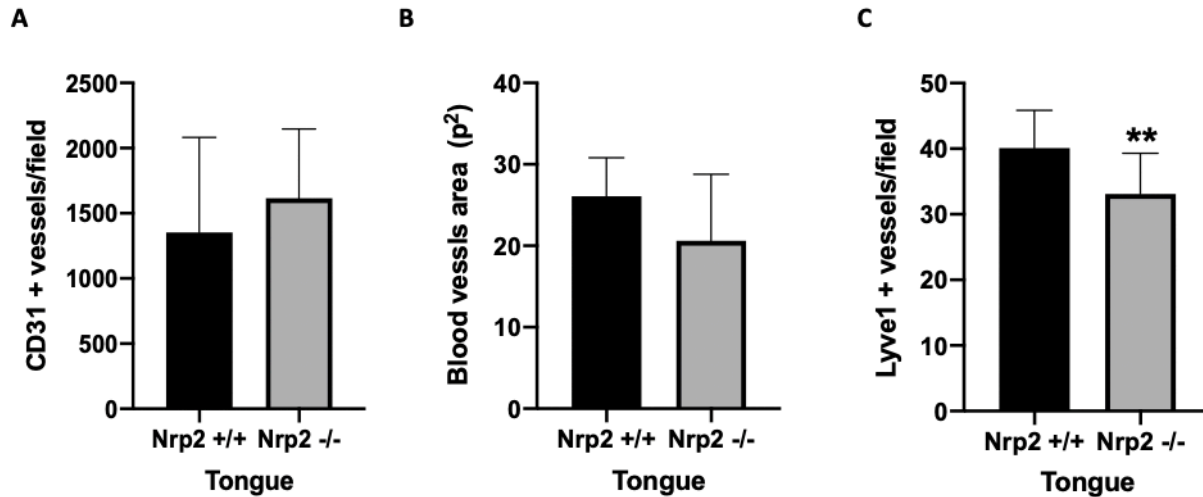 A
CD31 + vessels/field
2500
2000
1500
1000
500
0
Nrp2 +/+ Nrp2 -/-
Tongue
B
Blood vessls area (p²)
40
30
20
10
0
Nrp2 +/+ Nrp2 -/-
Tongue
C
Lyve1 + vessels/field
50
40
30
20
10
0
**
Nrp2 +/+ Nrp2 -/-
Tongue